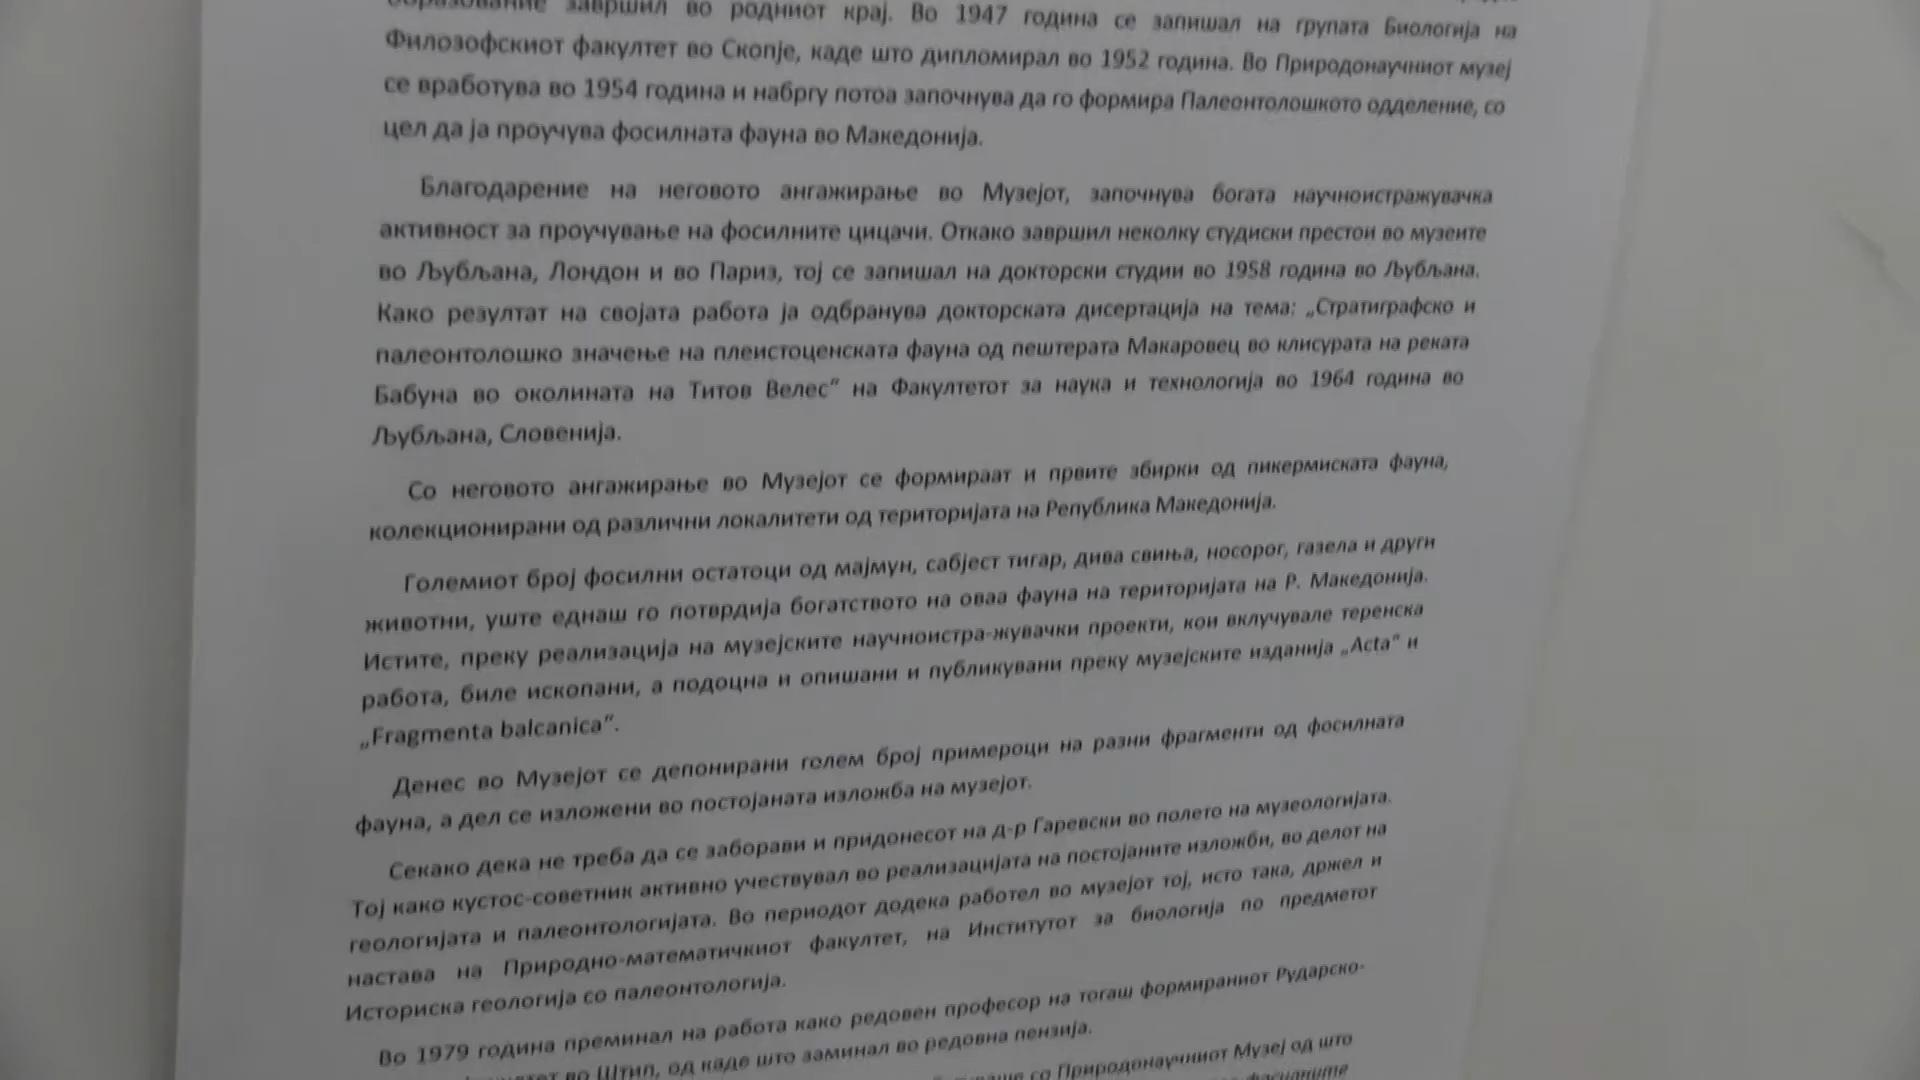 образование завршил во родниот крај. Во 1947 година се запишал на групата Биологија на
Филозофскиот факултет во Скопје, каде што дипломирал во 1952 година. Во Природонаучниот музеј
се вработува во 1954 година и набргу потоа започнува да го формира Палеонтолошкото одделение, со
цел да ја проучува фосилната фауна во Македонија.
Благодарение на неговото ангажирање во Музејот, започнува богата научноистражувачка
активност за проучување на фосилните цицачи. Откако завршил неколку студиски престои во музеите
во Љубљана, Лондон и во Париз, тој се запишал на докторски студии во 1958 година во Љубљана.
Како резултат на својата работа ја одбранува докторската дисертација на тема: „Стратиграфско и
палеонтолошко значење на плеистоценската фауна од пештерата Макаровец во клисурата на реката
Бабуна во околината на Титов Велес“ на Факултетот за наука и технологија во 1964 година во
Љубљана, Словенија.
Со неговото ангажирање во Музејот се формираат и првите збирки од пикермиската фауна,
колекционирани од различни локалитети од територијата на Република Македонија.
Големиот број фосилни остатоци од мајмун, сабјест тигар, дива свиња, носорог, газела и други
животни, уште еднаш го потврдија богатството на оваа фауна на територијата на Р. Македонија.
Истите, преку реализација на музејските научноистра-жувачки проекти, кои вклучувале теренска
работа, биле ископани, а подоцна и опишани и публикувани преку музејските изданија „Acta“ и
„Fragmenta balcanica“.
Денес во Музејот се депонирани голем број примероци на разни фрагменти од фосилната
фауна, а дел се изложени во постојаната изложба на музејот.
Секако дека не треба да се заборави и придонесот на д-р Гаревски во полето на музеологијата.
Тој како кустос-советник активно учествувал во реализацијата на постојаните изложби, во делот на
геологијата и палеонтологијата. Во периодот додека работел во музејот тој, исто така, држел и
настава на Природно-математичкиот факултет, на Институтот за биологија по предметот
Историска геологија со палеонтологија.
Во 1979 година преминал на работа како редовен професор на тогаш формираниот Рударско-
во Штип, од каде што заминал во редовна пензија.
со Природонаучниот Музеј од што